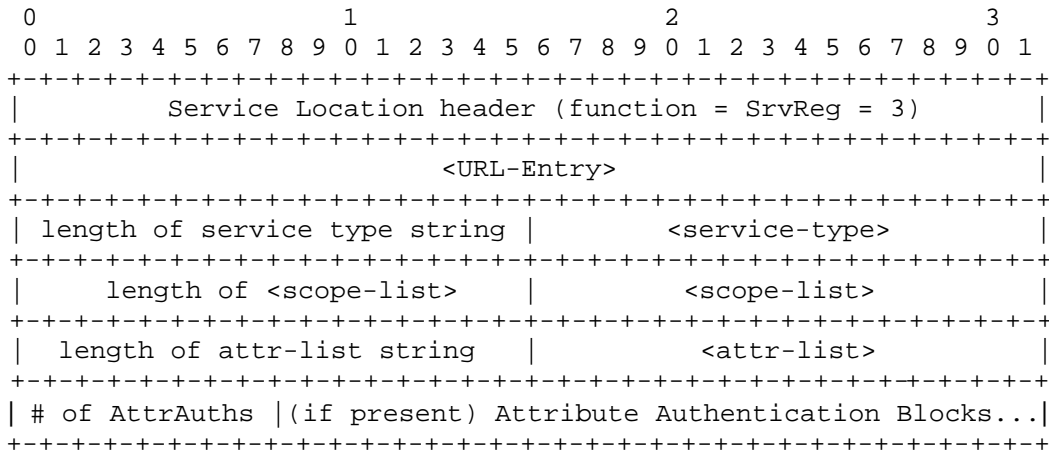 0                   1                   2                   3
 0 1 2 3 4 5 6 7 8 9 0 1 2 3 4 5 6 7 8 9 0 1 2 3 4 5 6 7 8 9 0 1
+-+-+-+-+-+-+-+-+-+-+-+-+-+-+-+-+-+-+-+-+-+-+-+-+-+-+-+-+-+-+-+-+
|         Service Location header (function = SrvReg = 3)       |
+-+-+-+-+-+-+-+-+-+-+-+-+-+-+-+-+-+-+-+-+-+-+-+-+-+-+-+-+-+-+-+-+
|                          <URL-Entry>                          |
+-+-+-+-+-+-+-+-+-+-+-+-+-+-+-+-+-+-+-+-+-+-+-+-+-+-+-+-+-+-+-+-+
| length of service type string |        <service-type>         |
+-+-+-+-+-+-+-+-+-+-+-+-+-+-+-+-+-+-+-+-+-+-+-+-+-+-+-+-+-+-+-+-+
|     length of <scope-list>    |         <scope-list>          |
+-+-+-+-+-+-+-+-+-+-+-+-+-+-+-+-+-+-+-+-+-+-+-+-+-+-+-+-+-+-+-+-+
|  length of attr-list string   |          <attr-list>          |
+-+-+-+-+-+-+-+-+-+-+-+-+-+-+-+-+-+-+-+-+-+-+-+-+-+-+-+-+-+-+-+-+
| # of AttrAuths |(if present) Attribute Authentication Blocks...|
+-+-+-+-+-+-+-+-+-+-+-+-+-+-+-+-+-+-+-+-+-+-+-+-+-+-+-+-+-+-+-+-+